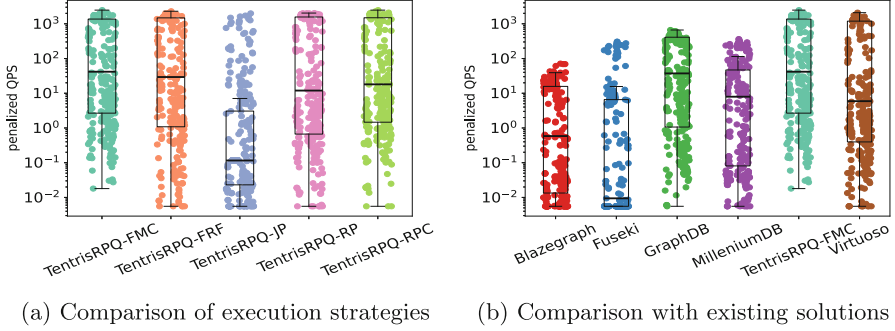 penalized QPS
10³
10²
10¹
10⁰
10⁻¹
10⁻²
TentrisRPQ-FMC
TentrisRPQ-FRF
TentrisRPQ-JP
TentrisRPQ-RP
TentrisRPQ-RPC
(a) Comparison of execution strategies
penalized QPS
10³
10²
10¹
10⁰
10⁻¹
10⁻²
Blazegraph
Fuseki
GraphDB
MilleniumDB
TentrisRPQ-FMC
Virtuoso
(b) Comparison with existing solutions